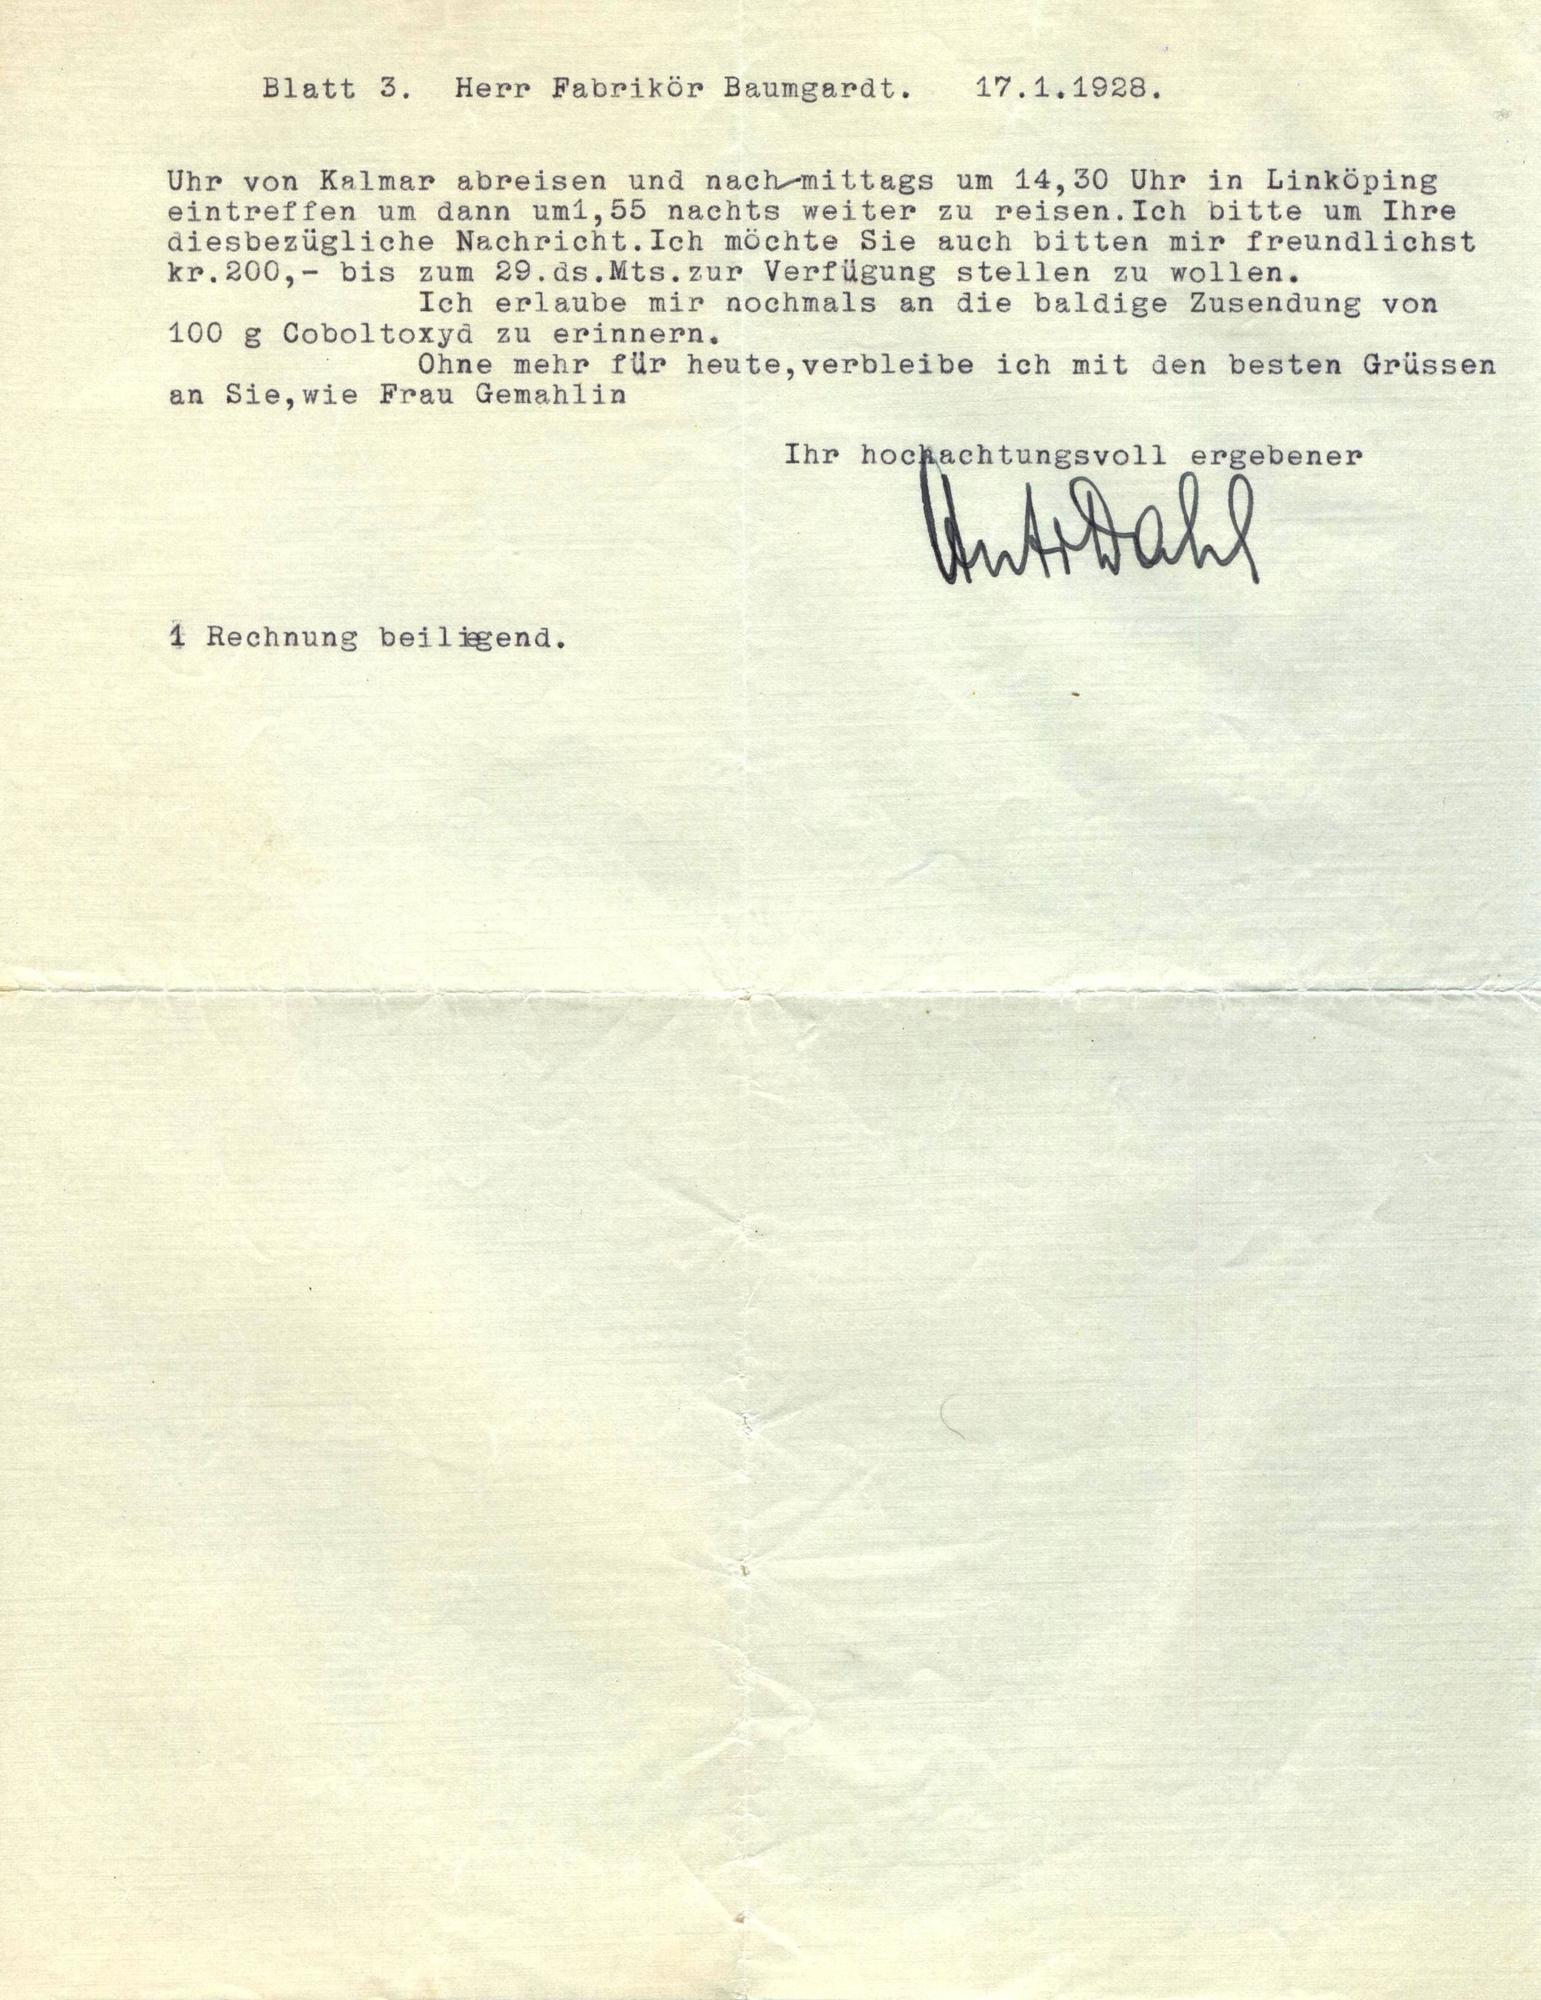 Blatt 3. Herr Fabrikör Baumgardt. 17.1.1928.
Uhr von Kalmar abreisen und nach-mittags um 14,30 Uhr in Linköping
eintreffen um dann um1,55 nachts weiter zu reisen.Ich bitte um Ihre
diesbezügliche Nachricht.Ich möchte Sie auch bitten mir freundlichst
kr.200,- bis zum 29.ds.Mts.zur Verfügung stellen zu wollen.
Ich erlaube mir nochmals an die baldige Zusendung von
100 g Coboltoxyd zu erinnern.
Ohne mehr für heute,verbleibe ich mit den besten Grüssen
an Sie,wie Frau Gemahlin
Ihr hochachtungsvoll ergebener
Dahl
1 Rechnung beiliegend.